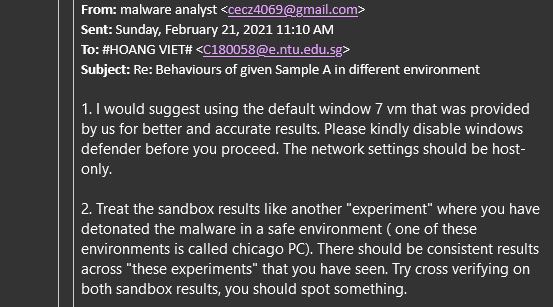 From: malware analyst <cecz4069@gmail.com>
Sent: Sunday, February 21, 2021 11:10 AM
To: #HOANG VIET# <C180058@e.ntu.edu.sg>
Subject: Re: Behaviours of given Sample A in different environment
1. I would suggest using the default window 7 vm that was provided
by us for better and accurate results. Please kindly disable windows
defender before you proceed. The network settings should be host-
only.
2. Treat the sandbox results like another "experiment" where you have
detonated the malware in a safe environment ( one of these
environments is called chicago PC). There should be consistent results
across "these experiments" that you have seen. Try cross verifying on
both sandbox results, you should spot something.